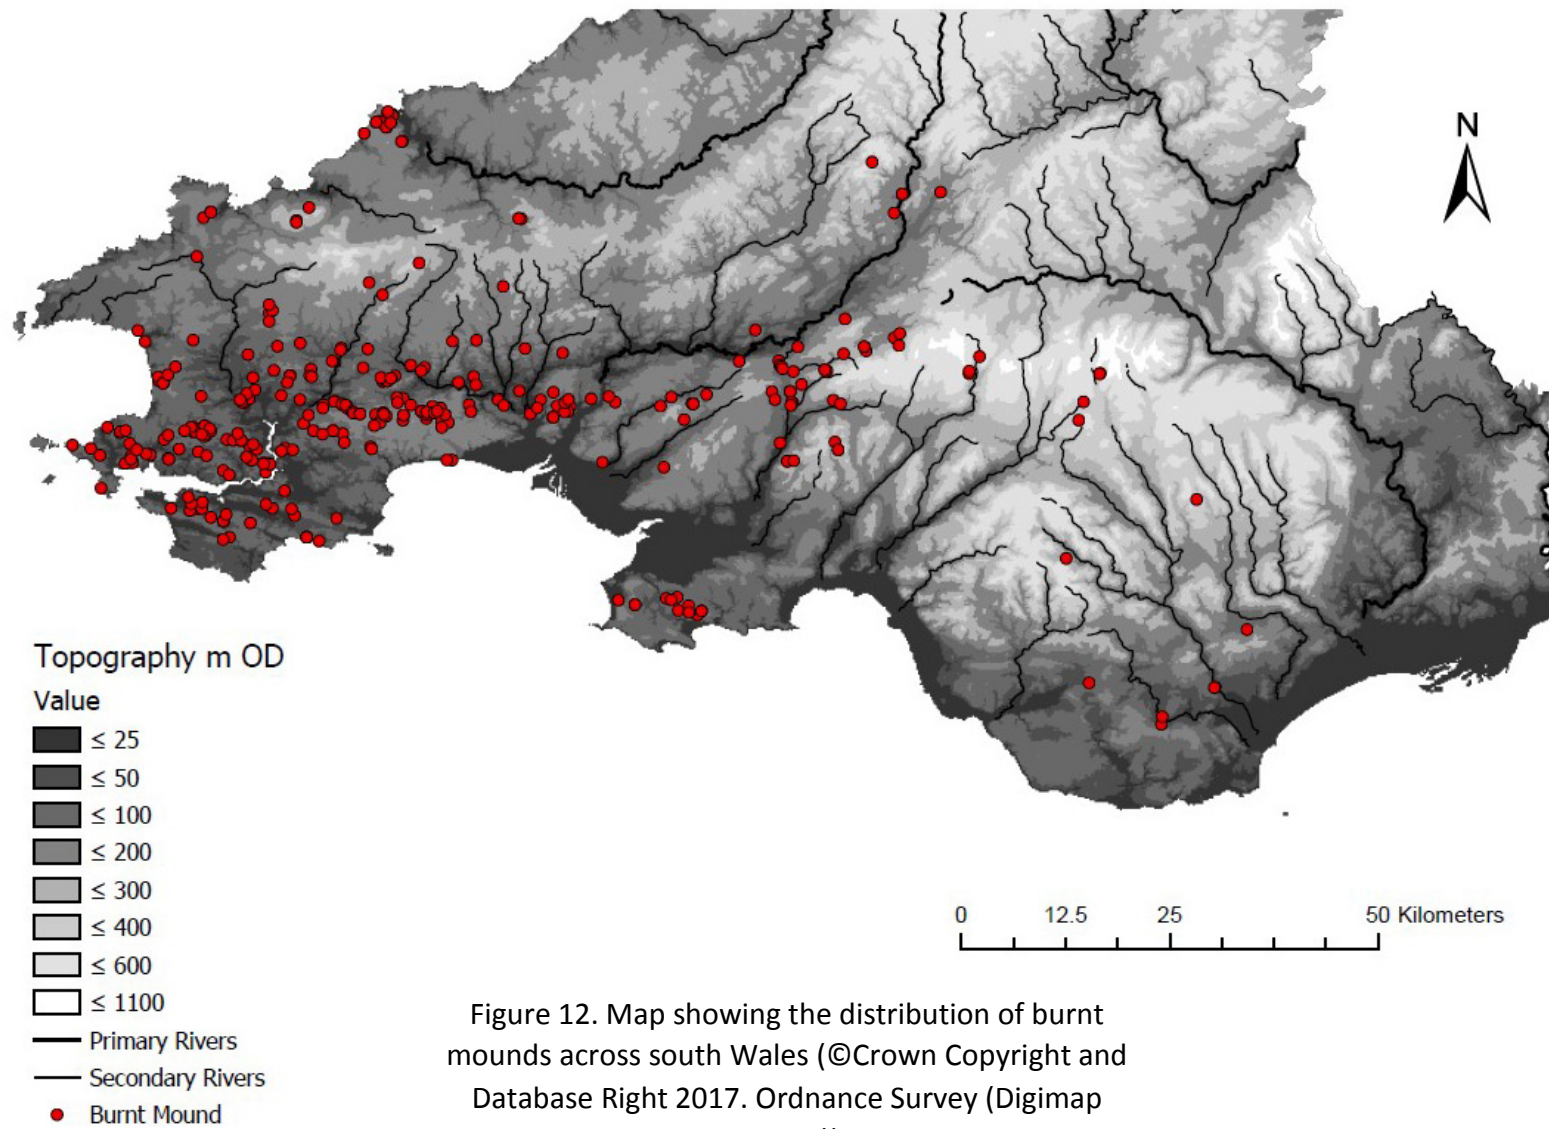 N
Topography m OD
Value
≤ 25
≤ 50
≤ 100
≤ 200
≤ 300
≤ 400
≤ 600
≤ 1100
Primary Rivers
Secondary Rivers
Burnt Mound
0 12.5 25 50 Kilometers
Figure 12. Map showing the distribution of burnt
mounds across south Wales (©Crown Copyright and
Database Right 2017. Ordnance Survey (Digimap